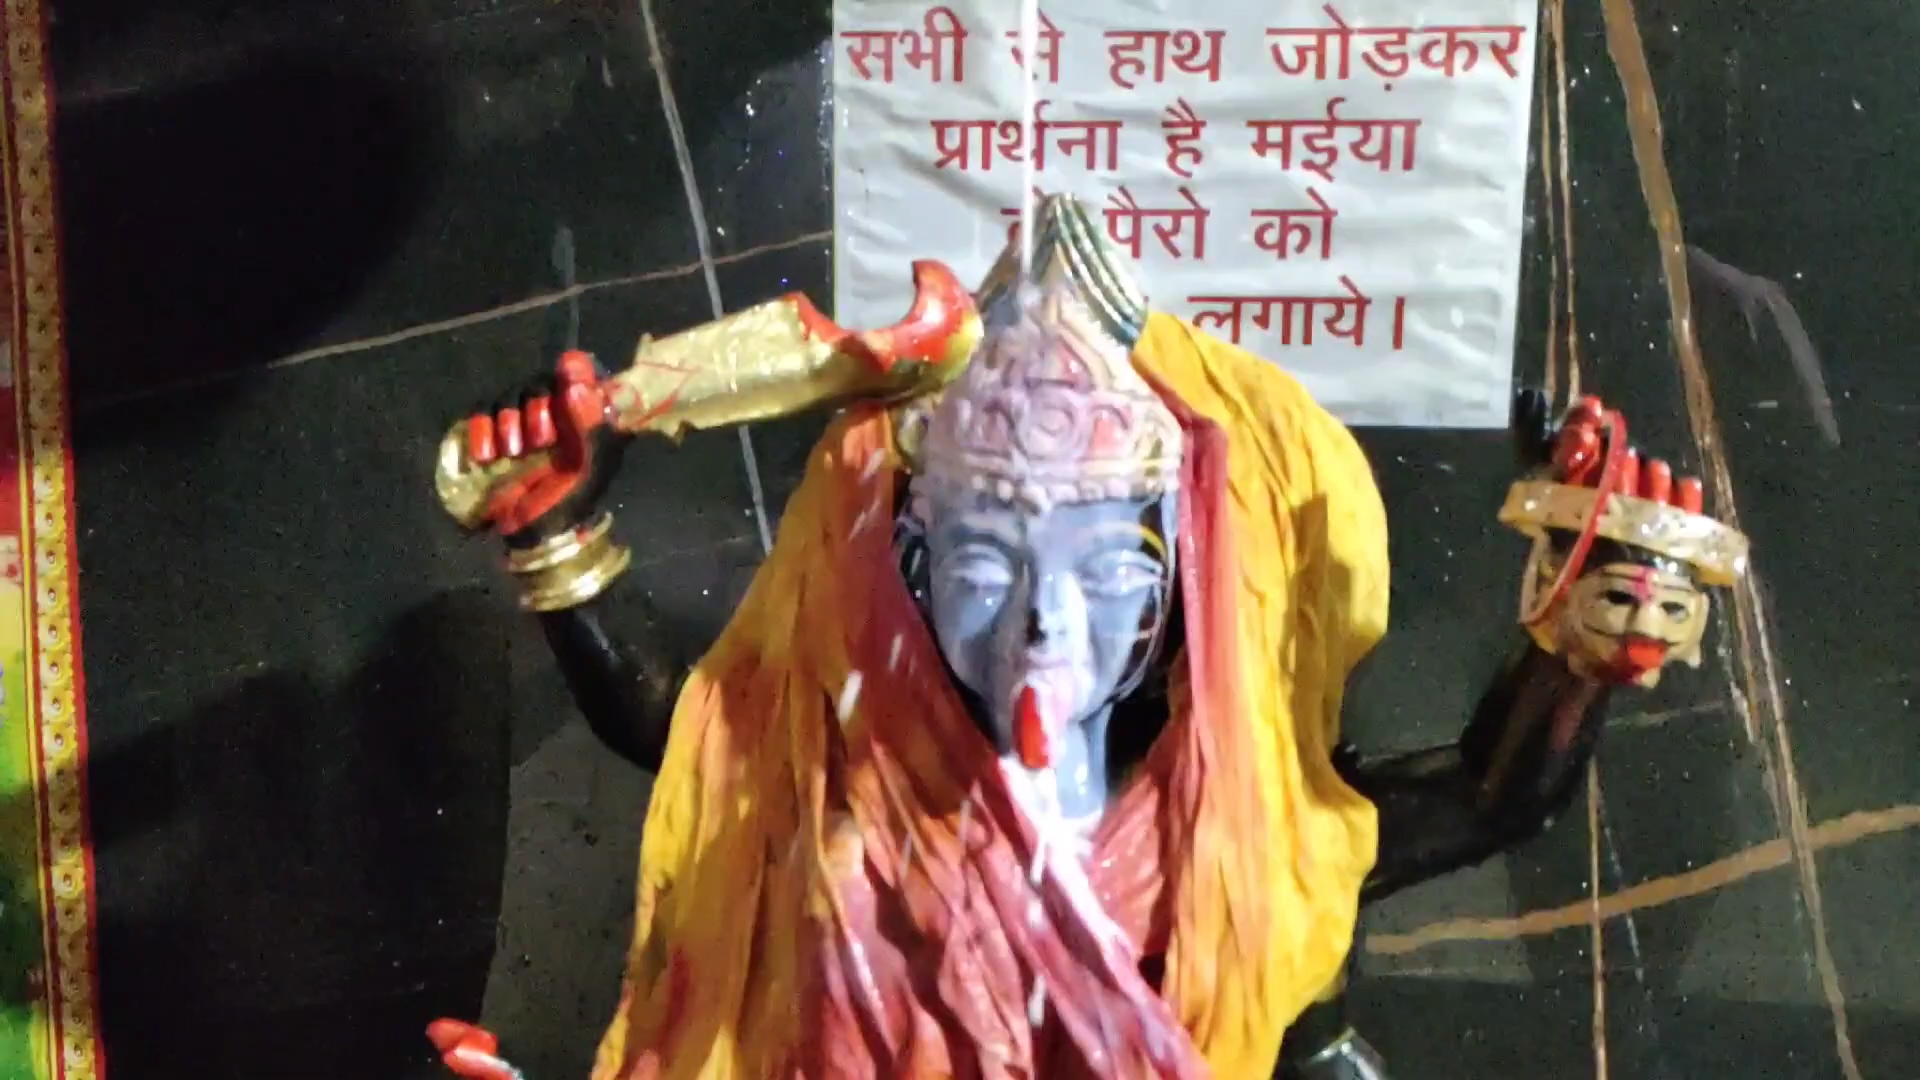 सभी से हाथ जोड़कर
प्रार्थना है मईया
पैरो को
लगाये।